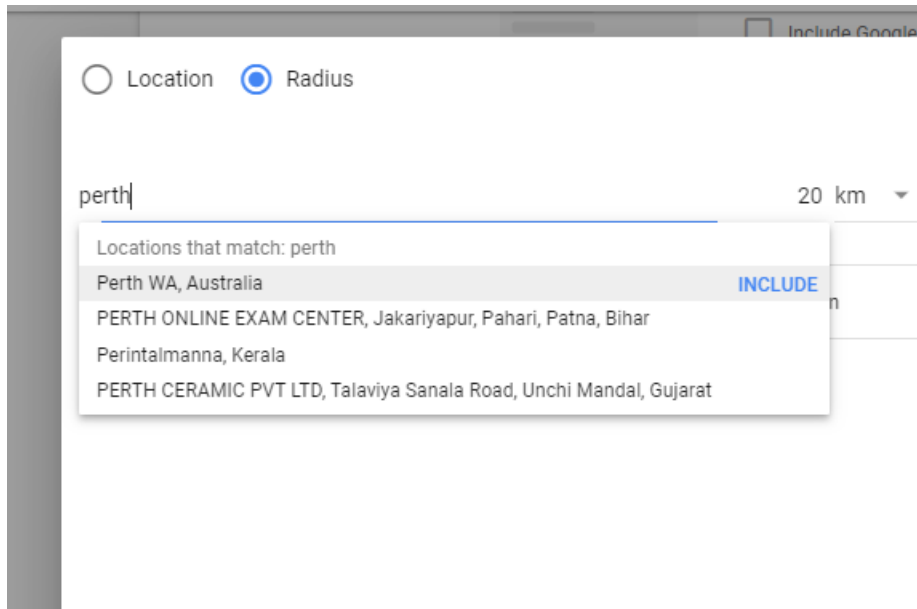 Include Google
Location Radius
perth 20 km
Locations that match: perth
Perth WA, Australia INCLUDE
PERTH ONLINE EXAM CENTER, Jakariyapur, Pahari, Patna, Bihar
Perintalmanna, Kerala
PERTH CERAMIC PVT LTD, Talaviya Sanala Road, Unchi Mandal, Gujarat